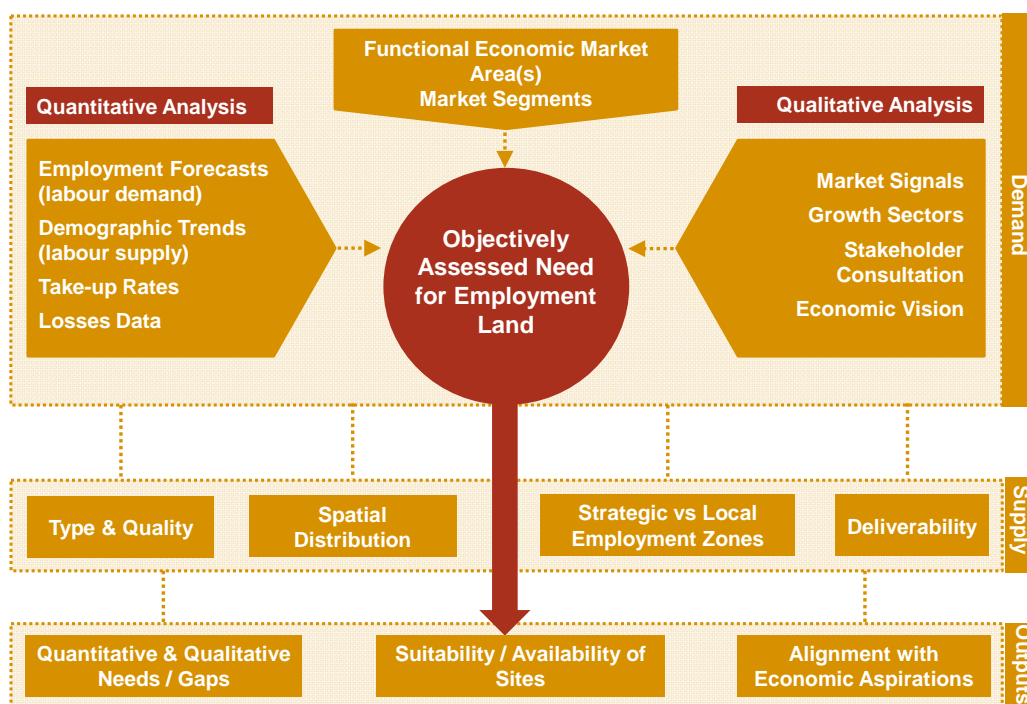 Functional Economic Market
Area(s)
Market Segments
Quantitative Analysis
Qualitative Analysis
Employment Forecasts
(labour demand)
Demographic Trends
(labour supply)
Take-up Rates
Losses Data
Objectively
Assessed Need
for Employment
Land
Market Signals
Growth Sectors
Stakeholder
Consultation
Economic Vision
Demand
Type & Quality
Spatial
Distribution
Strategic vs Local
Employment Zones
Deliverability
Supply
Quantitative & Qualitative
Needs / Gaps
Suitability / Availability of
Sites
Alignment with
Economic Aspirations
Outputs